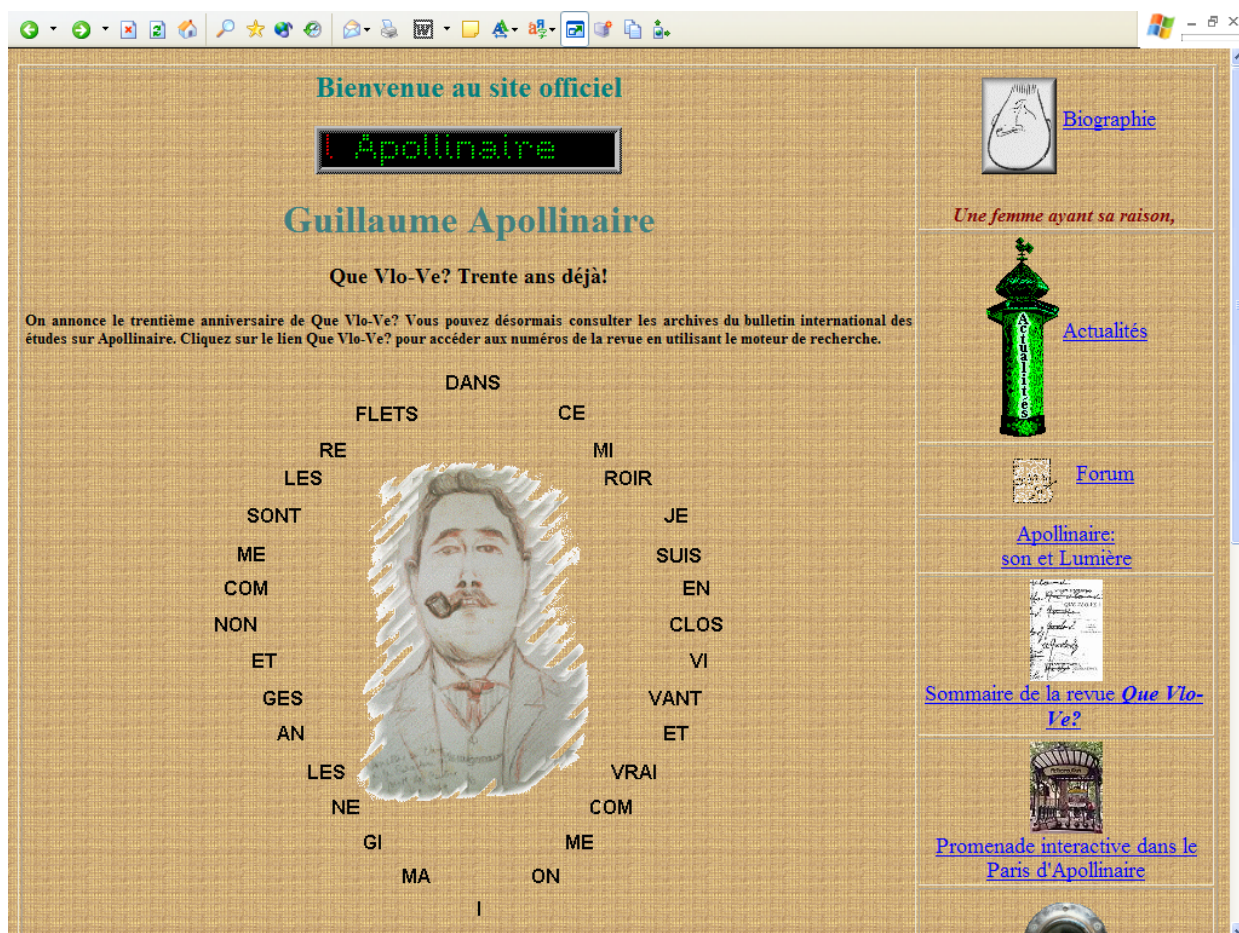 Bienvenue au site officiel
Apollinaire
Guillaume Apollinaire
Que Vlo-Ve? Trente ans déjà!
On annonce le trentième anniversaire de Que Vlo-Ve? Vous pouvez désormais consulter les archives du bulletin international des
études sur Apollinaire. Cliquez sur le lien Que Vlo-Ve? pour accéder aux numéros de la revue en utilisant le moteur de recherche.
DANS
CE
MI
ROIR
JE
SUIS
EN
CLOS
VI
VANT
ET
VRAI
COM
ME
ON
I
MA
GI
NE
LES
AN
GES
ET
NON
COM
ME
SONT
LES
RE
FLETS
Biographie
Une femme ayant sa raison,
Actualités
Actualités
Forum
Apollinaire:
son et Lumière
Sommaire de la revue Que Vlo-
Ve?
Promenade interactive dans le
Paris d'Apollinaire